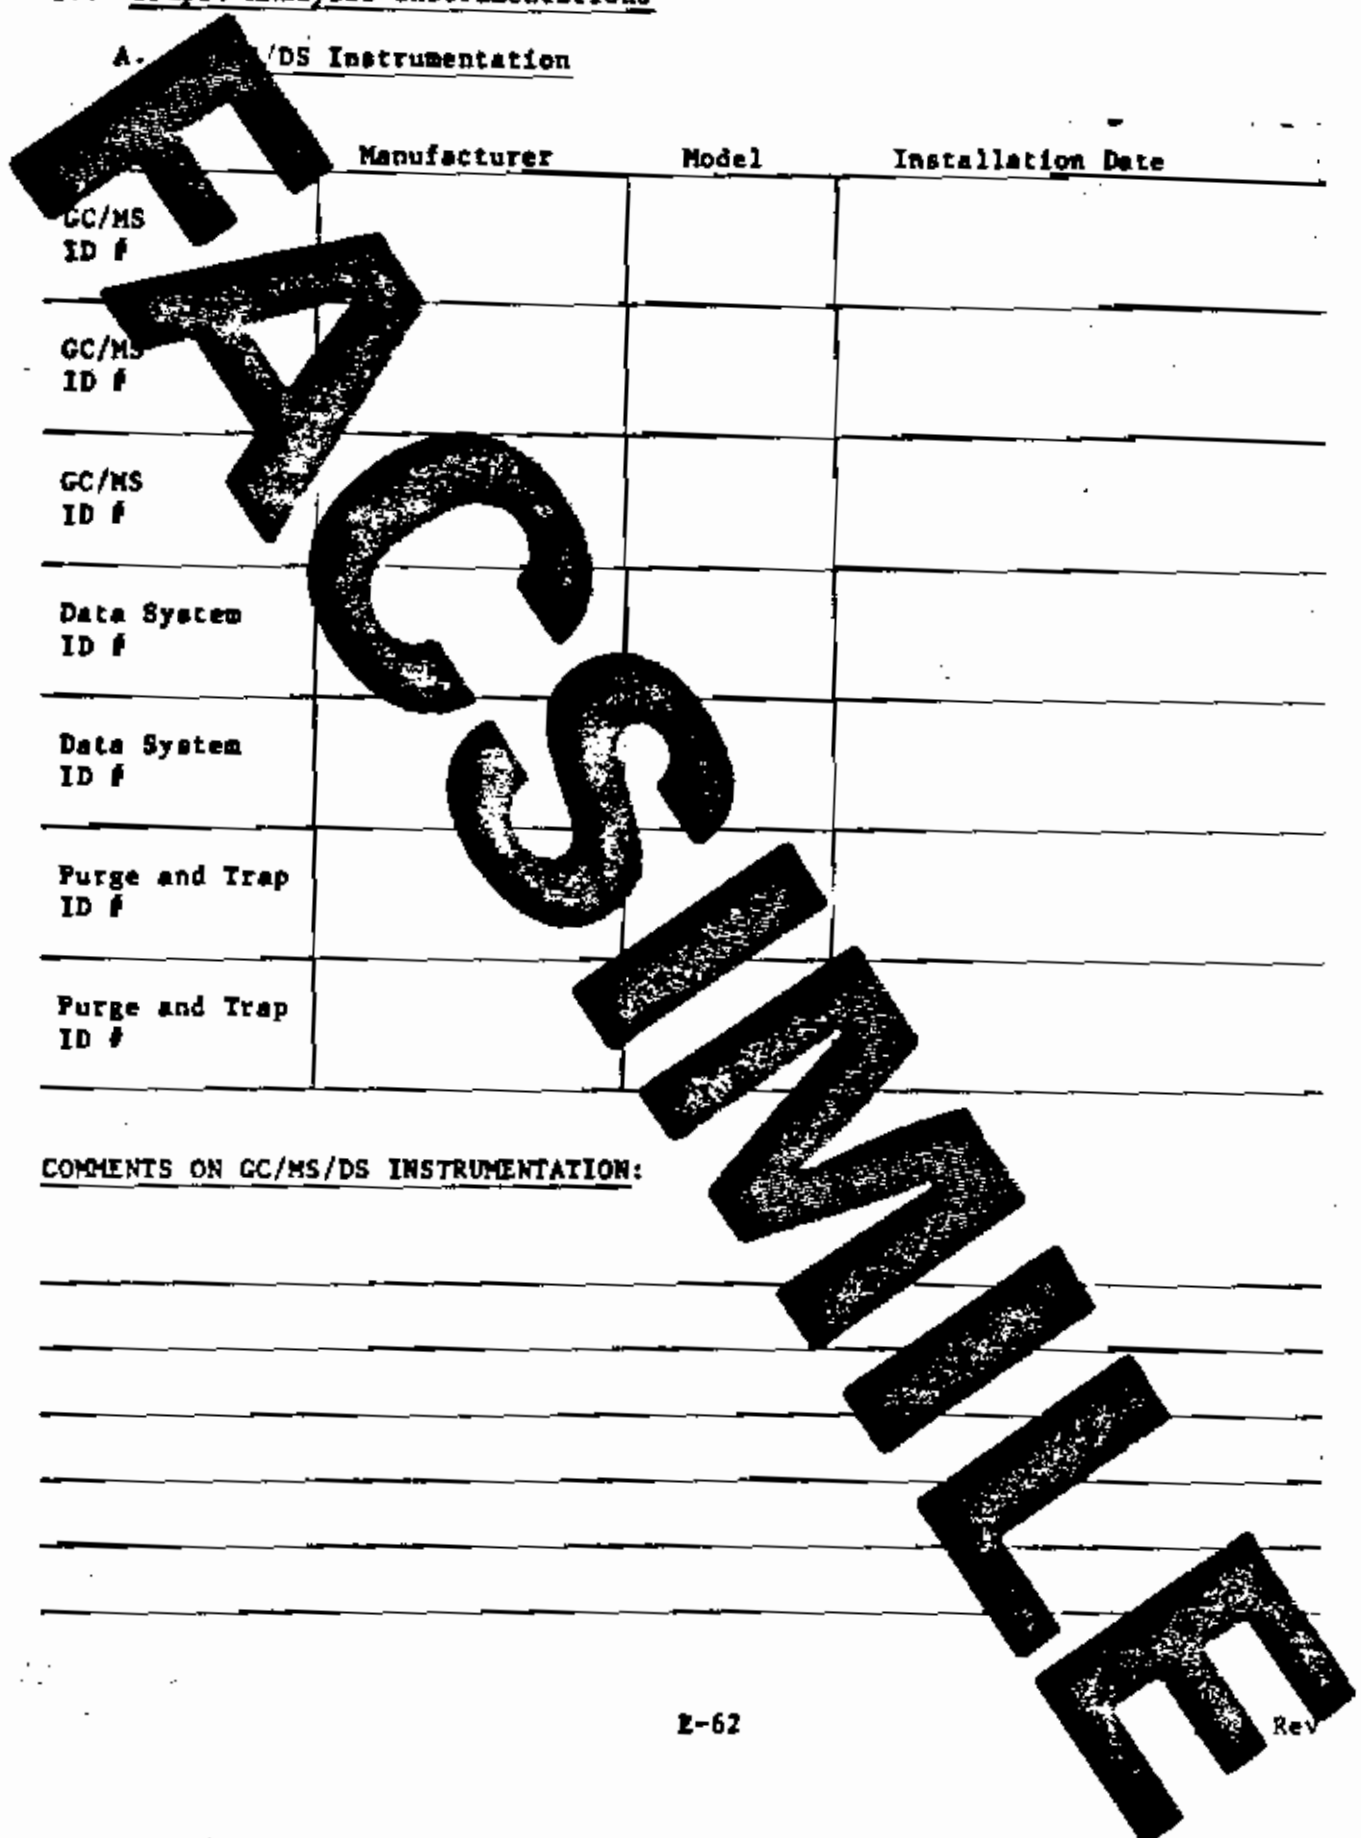 A. /DS Instrumentation
Manufacturer Model Installation Date
GC/MS
ID #
GC/MS
ID #
GC/MS
ID #
Data System
ID #
Data System
ID #
Purge and Trap
ID #
Purge and Trap
ID #
COMMENTS ON GC/MS/DS INSTRUMENTATION:
E-62 Rev
FACSIMILE